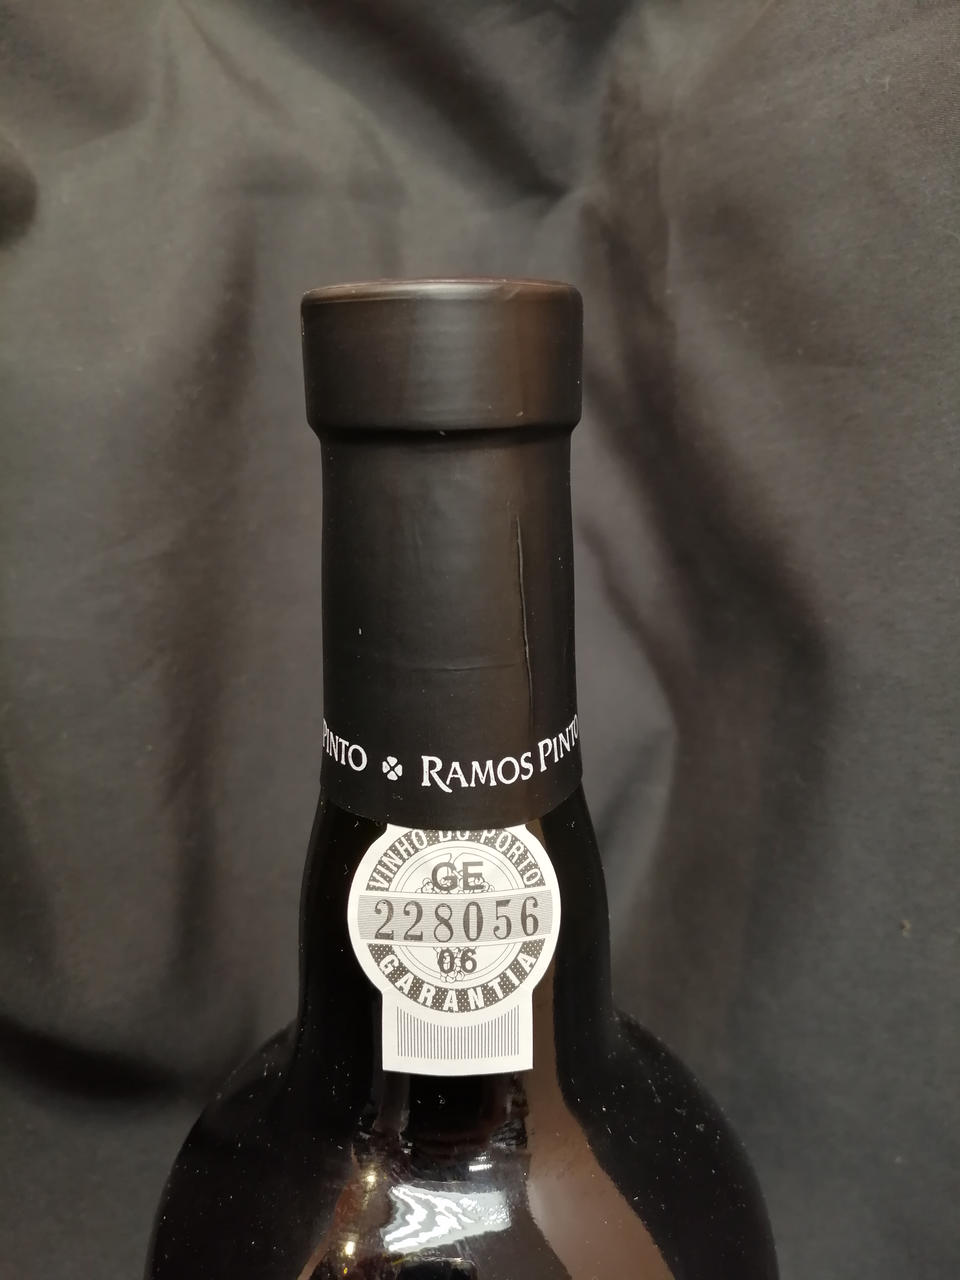 PINTO RAMOS PINTO
VINHO DO PORTO
GE
228056
06
GARANTIA